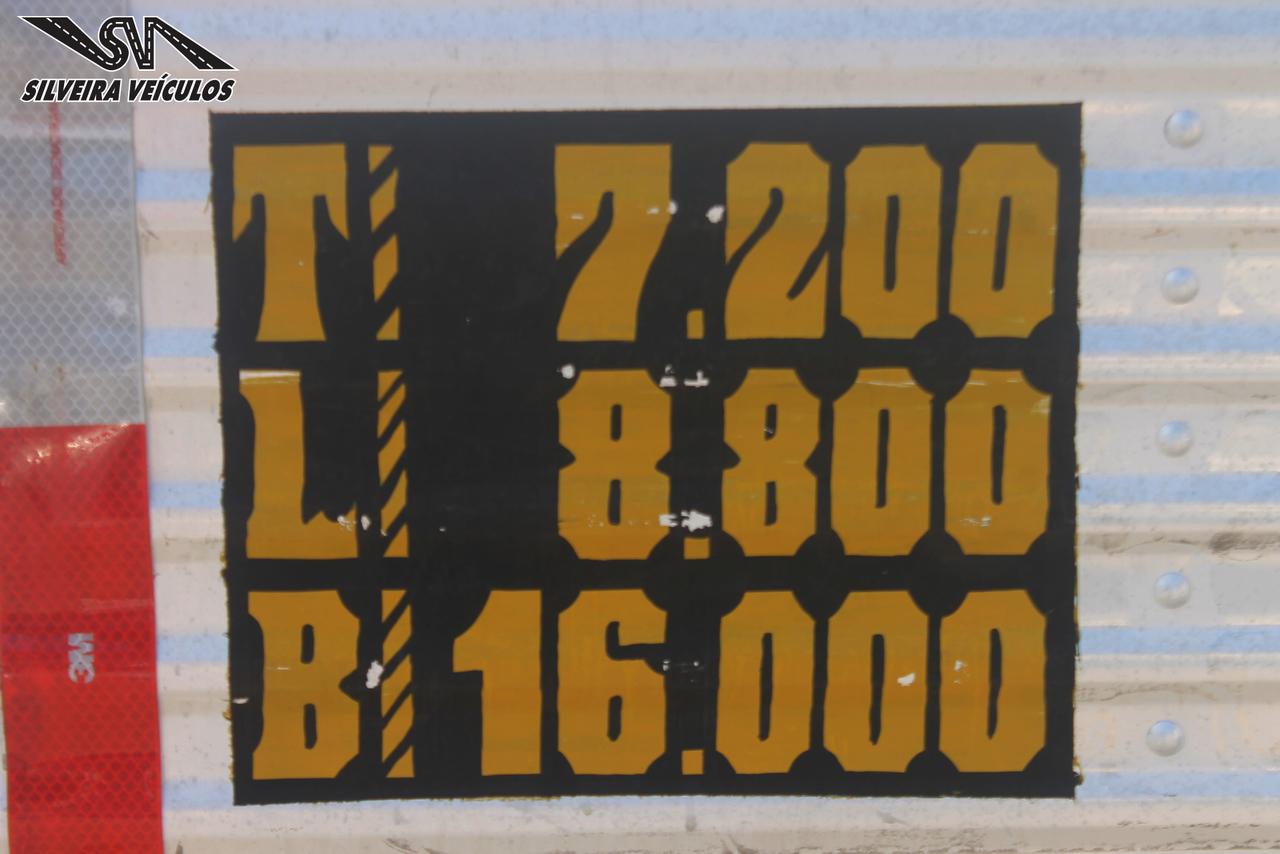 SV
SILVEIRA VEÍCULOS
T 7.200
L 8.800
B 16.000
3M